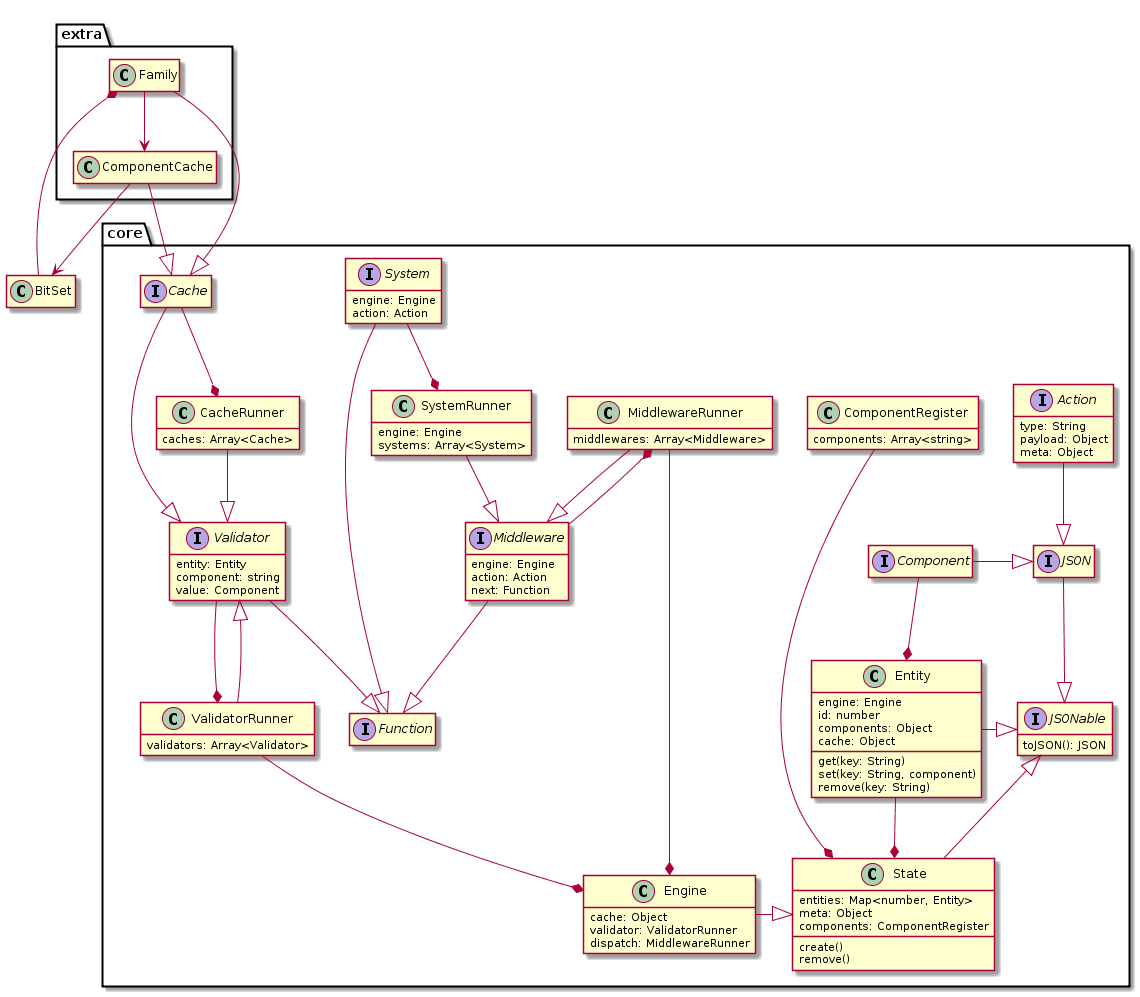 extra
C Family
C ComponentCache
core
C BitSet
I Cache
I System
engine: Engine
action: Action
C CacheRunner
caches: Array<Cache>
C SystemRunner
engine: Engine
systems: Array<System>
C MiddlewareRunner
middlewares: Array<Middleware>
C ComponentRegister
components: Array<string>
I Action
type: String
payload: Object
meta: Object
I Validator
entity: Entity
component: string
value: Component
I Middleware
engine: Engine
action: Action
next: Function
I Component
I JS0N
C Entity
engine: Engine
id: number
components: Object
cache: Object
get(key: String)
set(key: String, component)
remove(key: String)
C ValidatorRunner
validators: Array<Validator>
I Function
I JS0Nable
toJSON(): JSON
C Engine
cache: Object
validator: ValidatorRunner
dispatch: MiddlewareRunner
C State
entities: Map<number, Entity>
meta: Object
components: ComponentRegister
create()
remove()